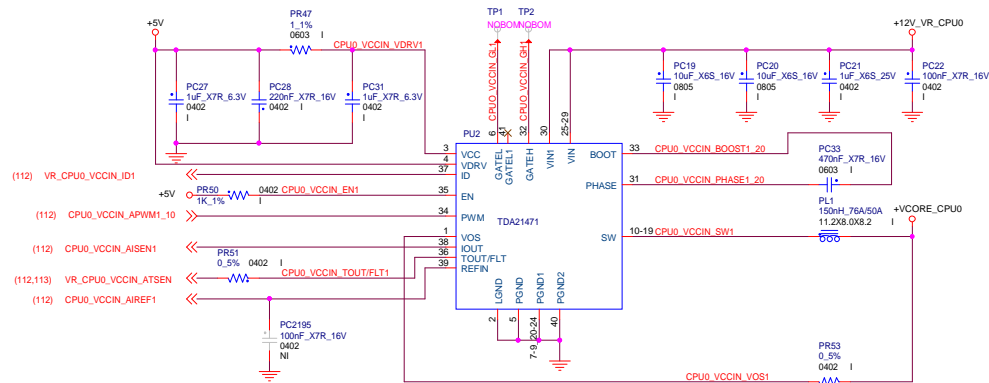 TP1
TP2
NOBOM
NOBOM
PR47
1_1%
0603
I
+5V
CPU0_VCCIN_VDRV1
CPUO_VCCIN_GL1
CPUO_VCCIN_GH1
+12V_VR_CPU0
PC27
1uF_X7R_6.3V
0402
I
PC28
220nF_X7R_16V
0402
I
PC31
1uF_X7R_6.3V
0402
I
PC19
10uF_X6S_16V
0805
I
PC20
10uF_X6S_16V
0805
I
PC21
1uF_X6S_25V
0402
I
PC22
100nF_X7R_16V
0402
I
6
41
32
30
25-29
PU2
GATEL
GATEL1
GATEH
VIN1
VIN
3
VCC
4
VDRV
37
ID
(112)
VR_CPU0_VCCIN_ID1
+5V
PR50
1K_1%
0402
I
CPU0_VCCIN_EN1
35
EN
(112)
CPU0_VCCIN_APWM1_10
34
PWM
TDA21471
BOOT
33
CPU0_VCCIN_BOOST1_20
PC33
470nF_X7R_16V
0603
I
PHASE
31
CPU0_VCCIN_PHASE1_20
PL1
150nH_76A/50A
11.2X8.0X8.2
I
+VCORE_CPU0
SW
10-19
CPU0_VCCIN_SW1
1
VOS
(112)
CPU0_VCCIN_AISEN1
38
IOUT
36
TOUT/FLT
39
REFIN
PR51
0_5%
0402
I
CPU0_VCCIN_TOUT/FLT1
(112,113)
VR_CPU0_VCCIN_ATSEN
(112)
CPU0_VCCIN_AIREF1
LGND
PGND
PGND1
PGND2
2
5
7-9, 20-24
40
PC2195
100nF_X7R_16V
0402
NI
PR53
0_5%
0402
I
CPU0_VCCIN_VOS1